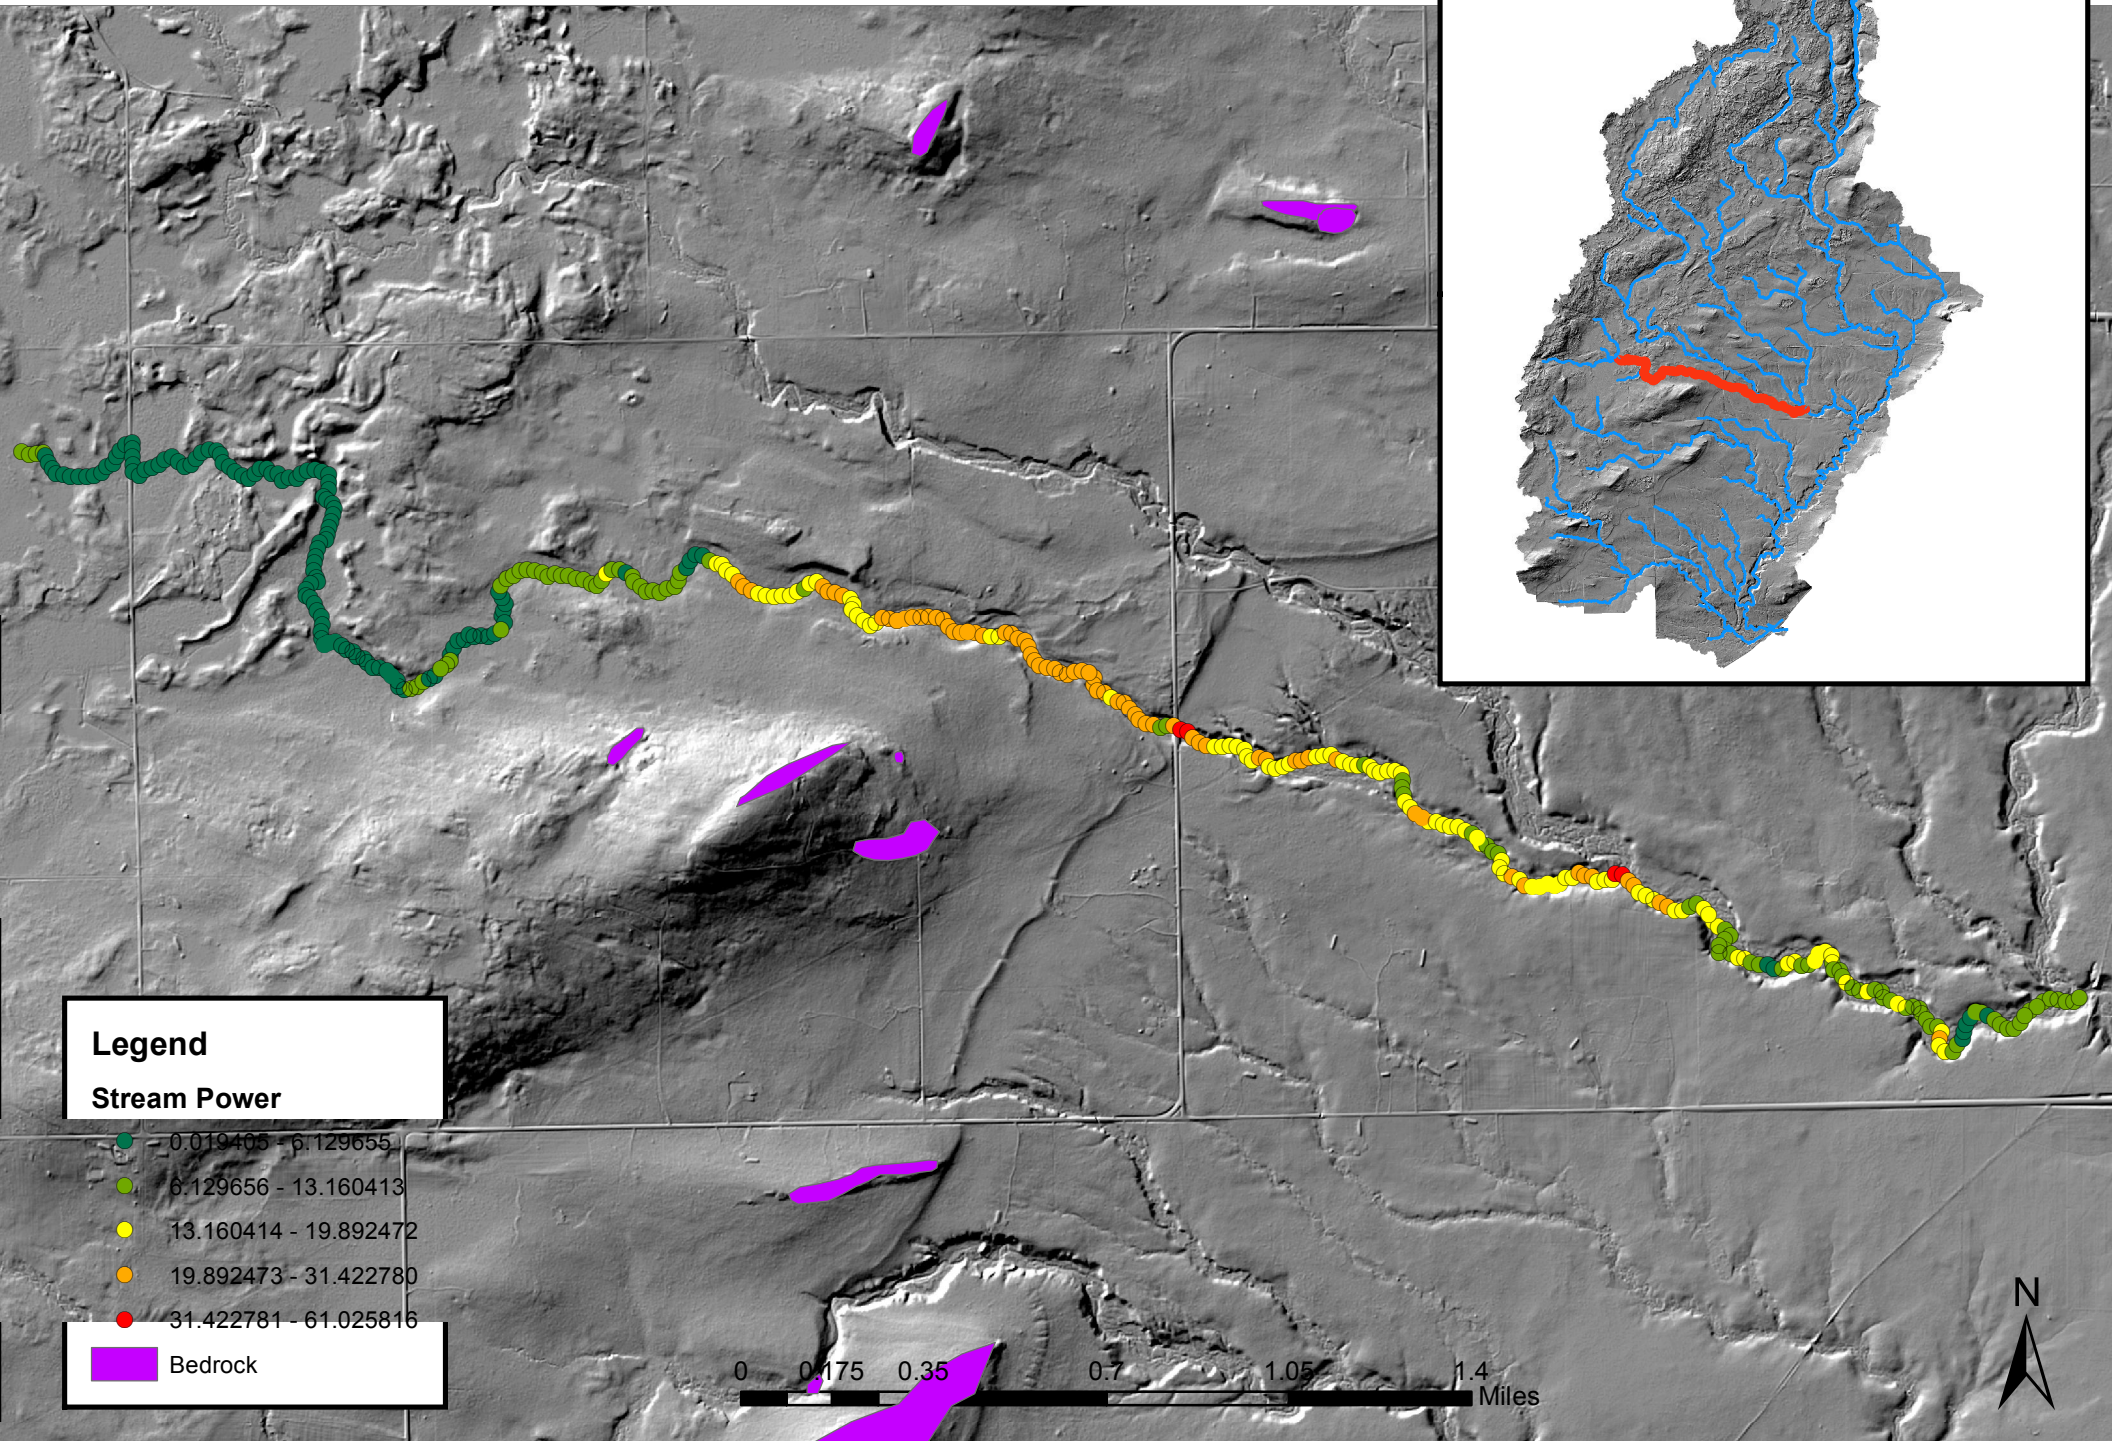 Legend
Stream Power
0.019405 - 6.129655
6.129656 - 13.160413
13.160414 - 19.892472
19.892473 - 31.422780
31.422781 - 61.025816
Bedrock
0 0.175 0.35 0.7 1.05 1.4
Miles
N